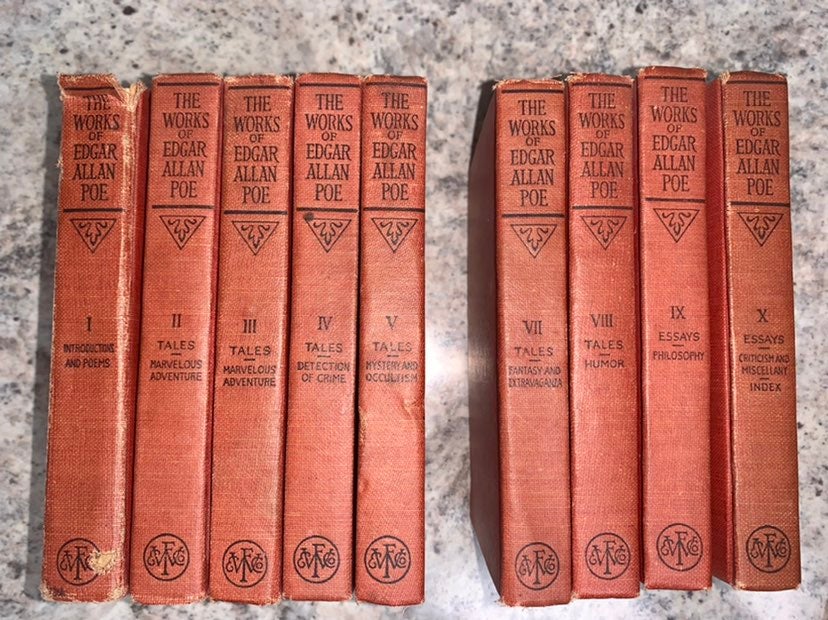 THE
WORKS
OF
EDGAR
ALLAN
POE
I
INTRODUCTIONS
AND POEMS
THE
WORKS
OF
EDGAR
ALLAN
POE
II
TALES
MARVELOUS
ADVENTURE
THE
WORKS
OF
EDGAR
ALLAN
POE
III
TALES
MARVELOUS
ADVENTURE
THE
WORKS
OF
EDGAR
ALLAN
POE
IV
TALES
DETECTION
OF CRIME
THE
WORKS
OF
EDGAR
ALLAN
POE
V
TALES
MYSTERY AND
OCCULTISM
THE
WORKS
OF
EDGAR
ALLAN
POE
VII
TALES
FANTASY AND
EXTRAVAGANZA
THE
WORKS
OF
EDGAR
ALLAN
POE
VIII
TALES
HUMOR
THE
WORKS
OF
EDGAR
ALLAN
POE
IX
ESSAYS
PHILOSOPHY
THE
WORKS
OF
EDGAR
ALLAN
POE
X
ESSAYS
CRITICISM AND
MISCELLANY
INDEX